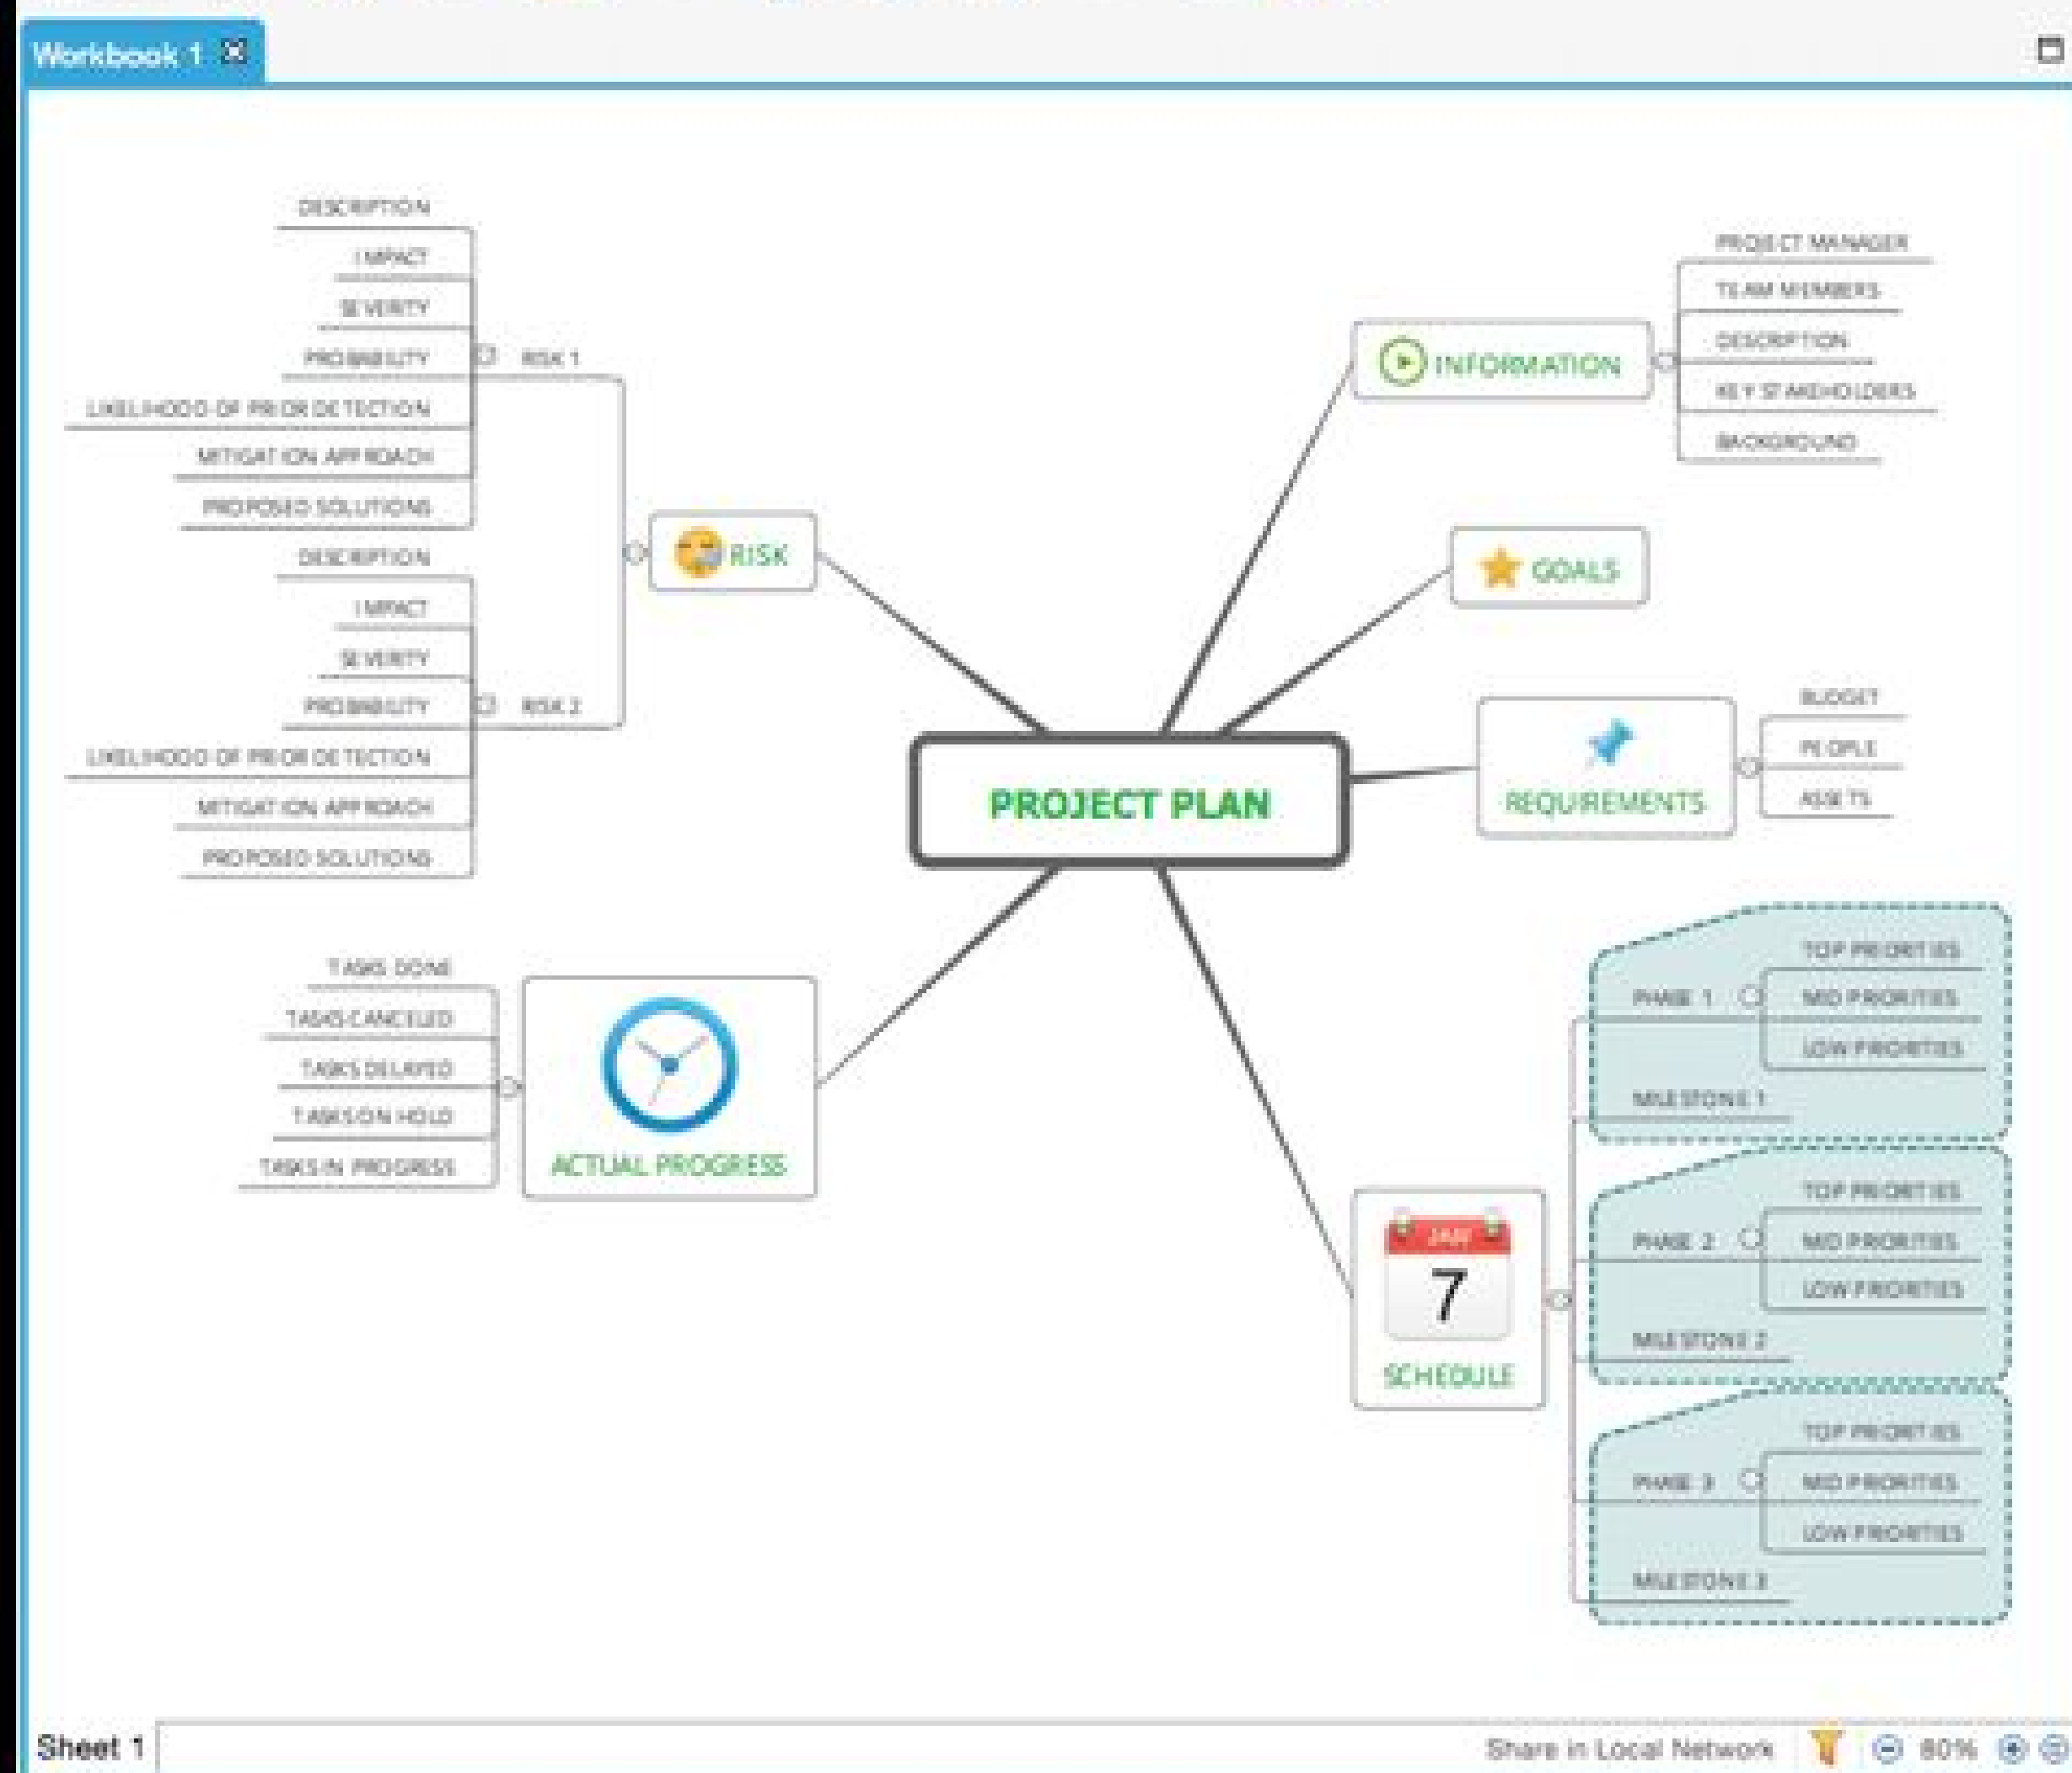 Workbook 1
DESCRIPTION
IMPACT
SEVERITY
PROBABILITY
RISK 1
LIKELIHOOD OF PRIOR DETECTION
MITIGATION APPROACH
PROPOSED SOLUTIONS
RISK
DESCRIPTION
IMPACT
SEVERITY
PROBABILITY
RISK 2
LIKELIHOOD OF PRIOR DETECTION
MITIGATION APPROACH
PROPOSED SOLUTIONS
TASKS DONE
TASKS CANCELED
TASKS DELAYED
TASKS ON HOLD
TASKS IN PROGRESS
ACTUAL PROGRESS
PROJECT PLAN
INFORMATION
PROJECT MANAGER
TEAM MEMBERS
DESCRIPTION
KEY STAKEHOLDERS
BACKGROUND
GOALS
REQUIREMENTS
BUDGET
PEOPLE
ASSETS
JAN
7
SCHEDULE
PHASE 1
TOP PRIORITIES
MID PRIORITIES
LOW PRIORITIES
MILESTONE 1
PHASE 2
TOP PRIORITIES
MID PRIORITIES
LOW PRIORITIES
MILESTONE 2
PHASE 3
TOP PRIORITIES
MID PRIORITIES
LOW PRIORITIES
MILESTONE 3
Sheet 1
Share in Local Network
80%